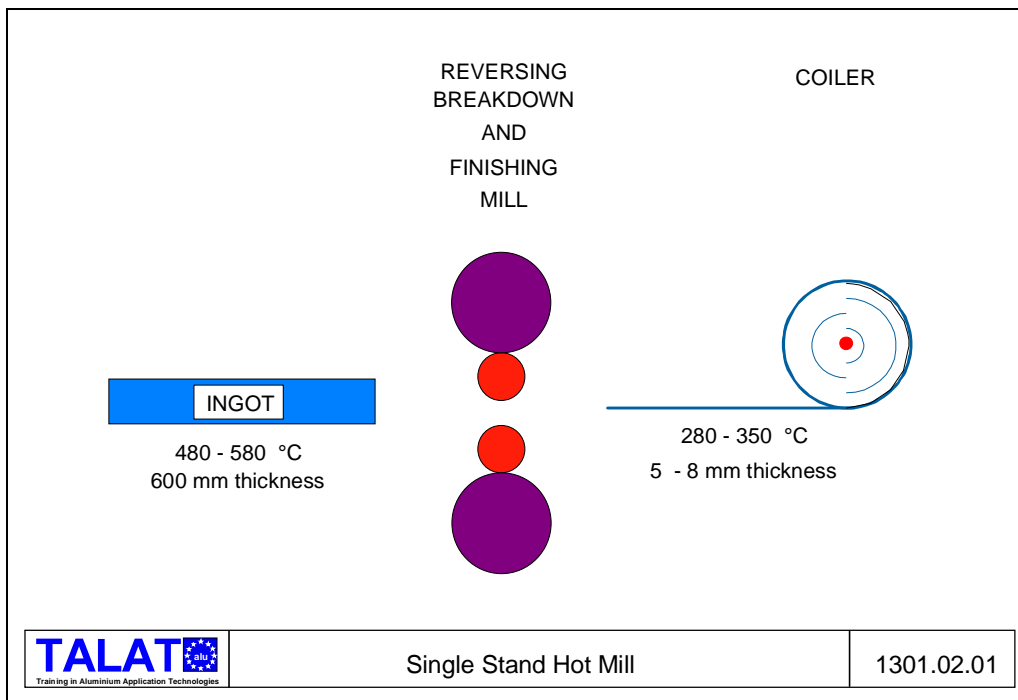 REVERSING
BREAKDOWN
AND
FINISHING
MILL
COILER
INGOT
480 - 580 °C
600 mm thickness
280 - 350 °C
5 - 8 mm thickness
TALAT
alu
Training in Aluminium Application Technologies
Single Stand Hot Mill
1301.02.01